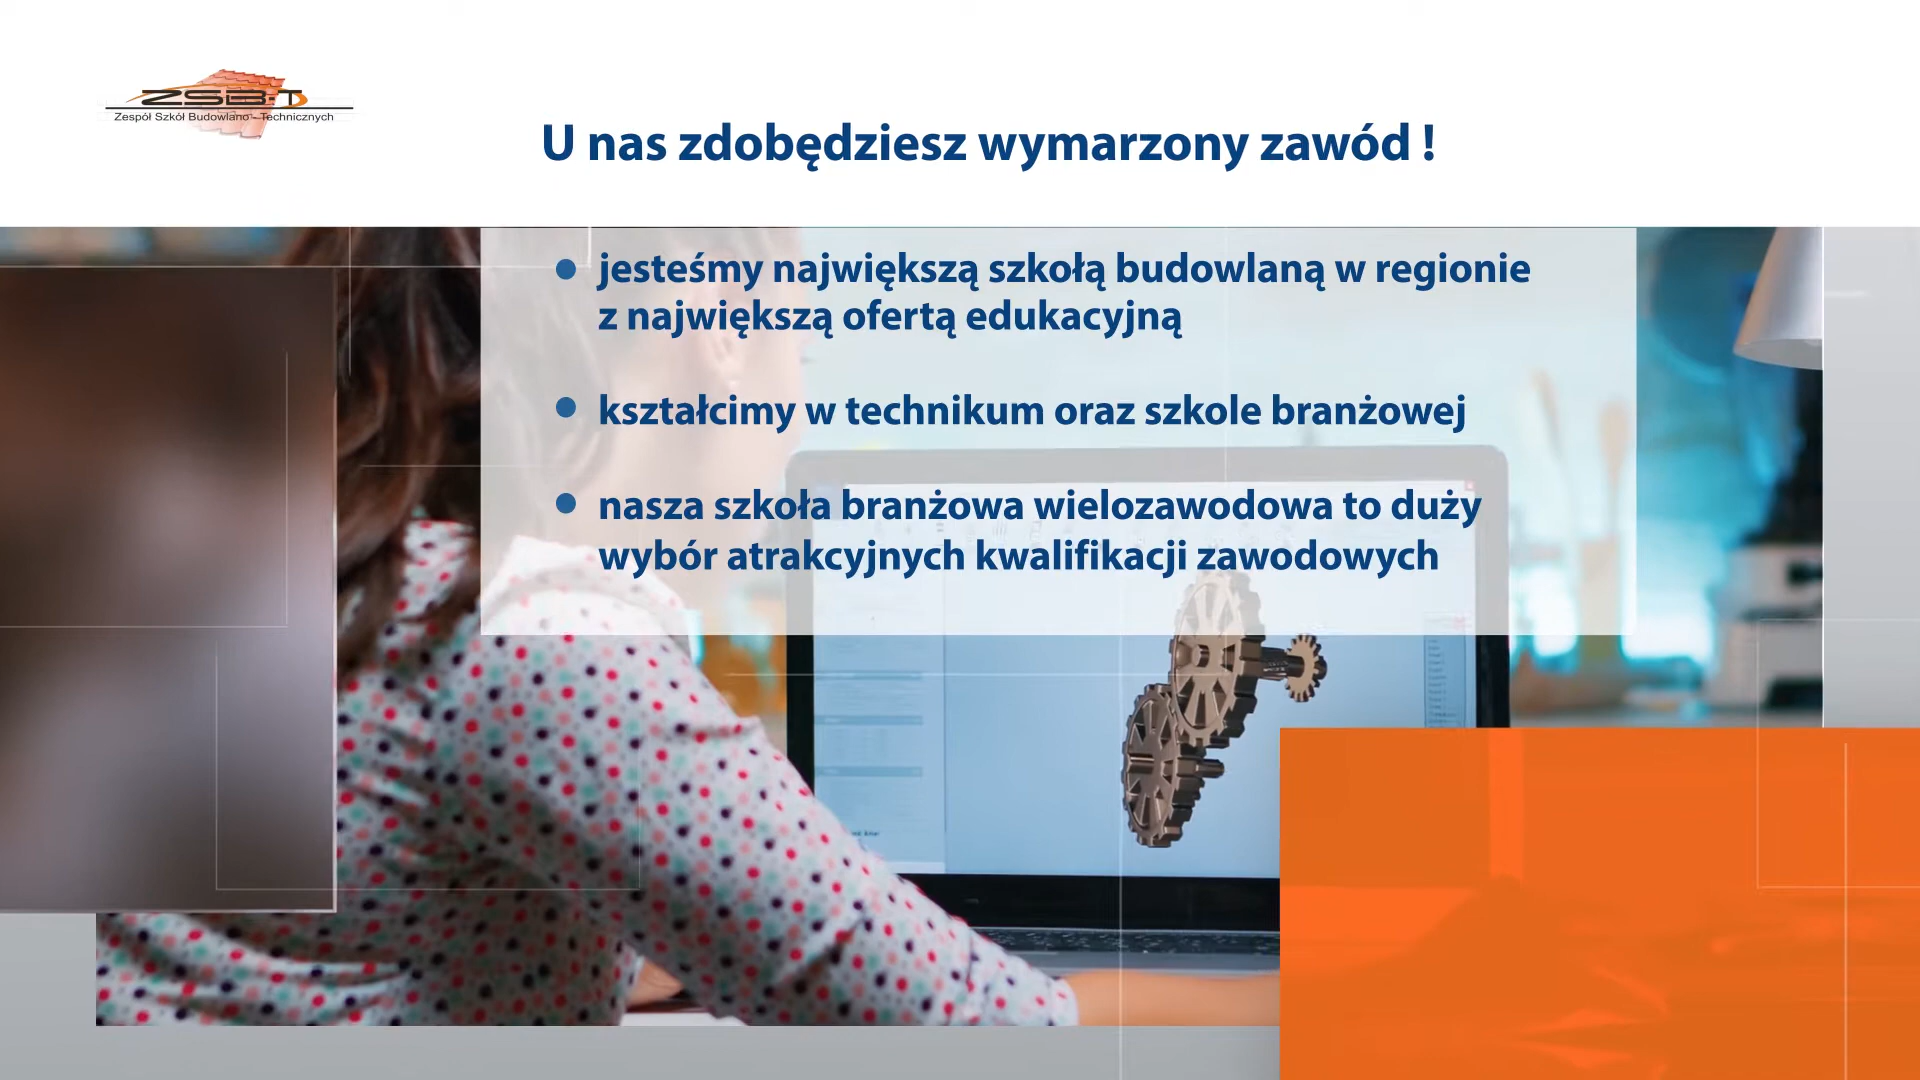 ZSB-T
Zespół Szkół Budowlano - Technicznych
U nas zdobędziesz wymarzony zawód !
jesteśmy największą szkołą budowlaną w regionie
z największą ofertą edukacyjną
kształcimy w technikum oraz szkole branżowej
nasza szkoła branżowa wielozawodowa to duży
wybór atrakcyjnych kwalifikacji zawodowych